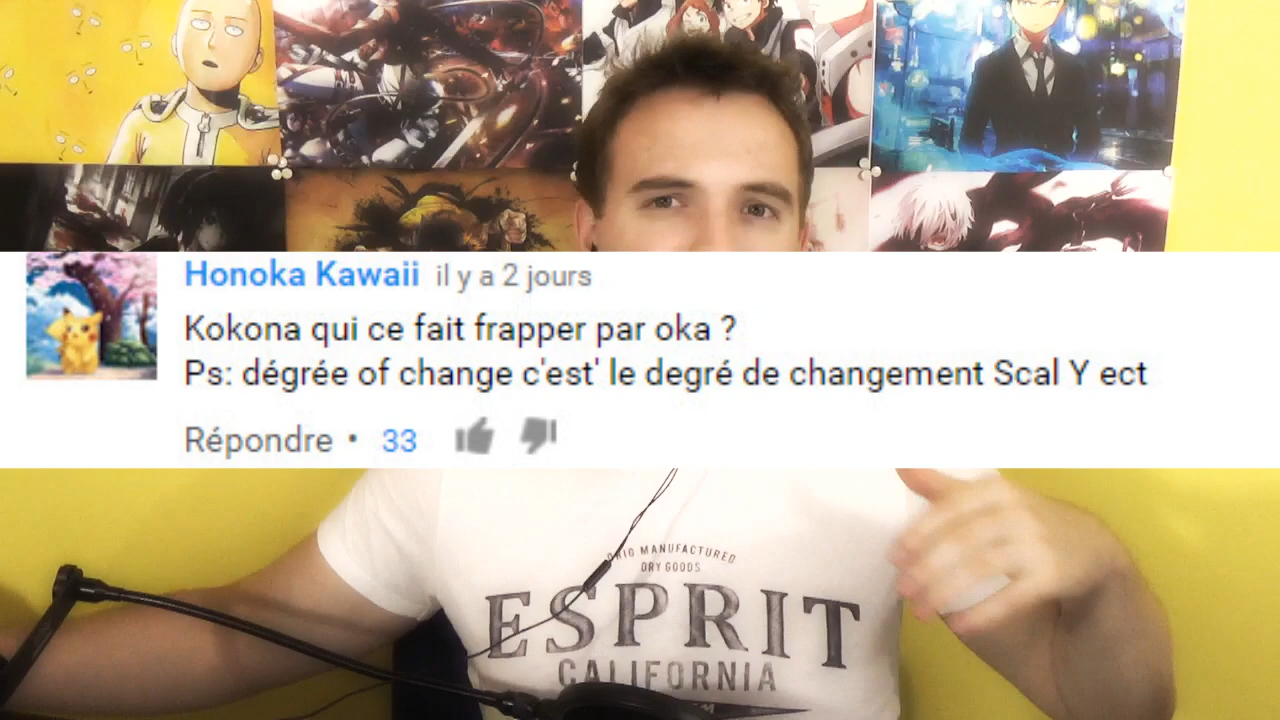 Honoka Kawaii il y a 2 jours
Kokona qui ce fait frapper par oka ?
Ps: dégrée of change c'est' le degré de changement Scal Y ect
Répondre • 33
ORIG MANUFACTURED
DRY GOODS
ESPRIT
CALIFORNIA